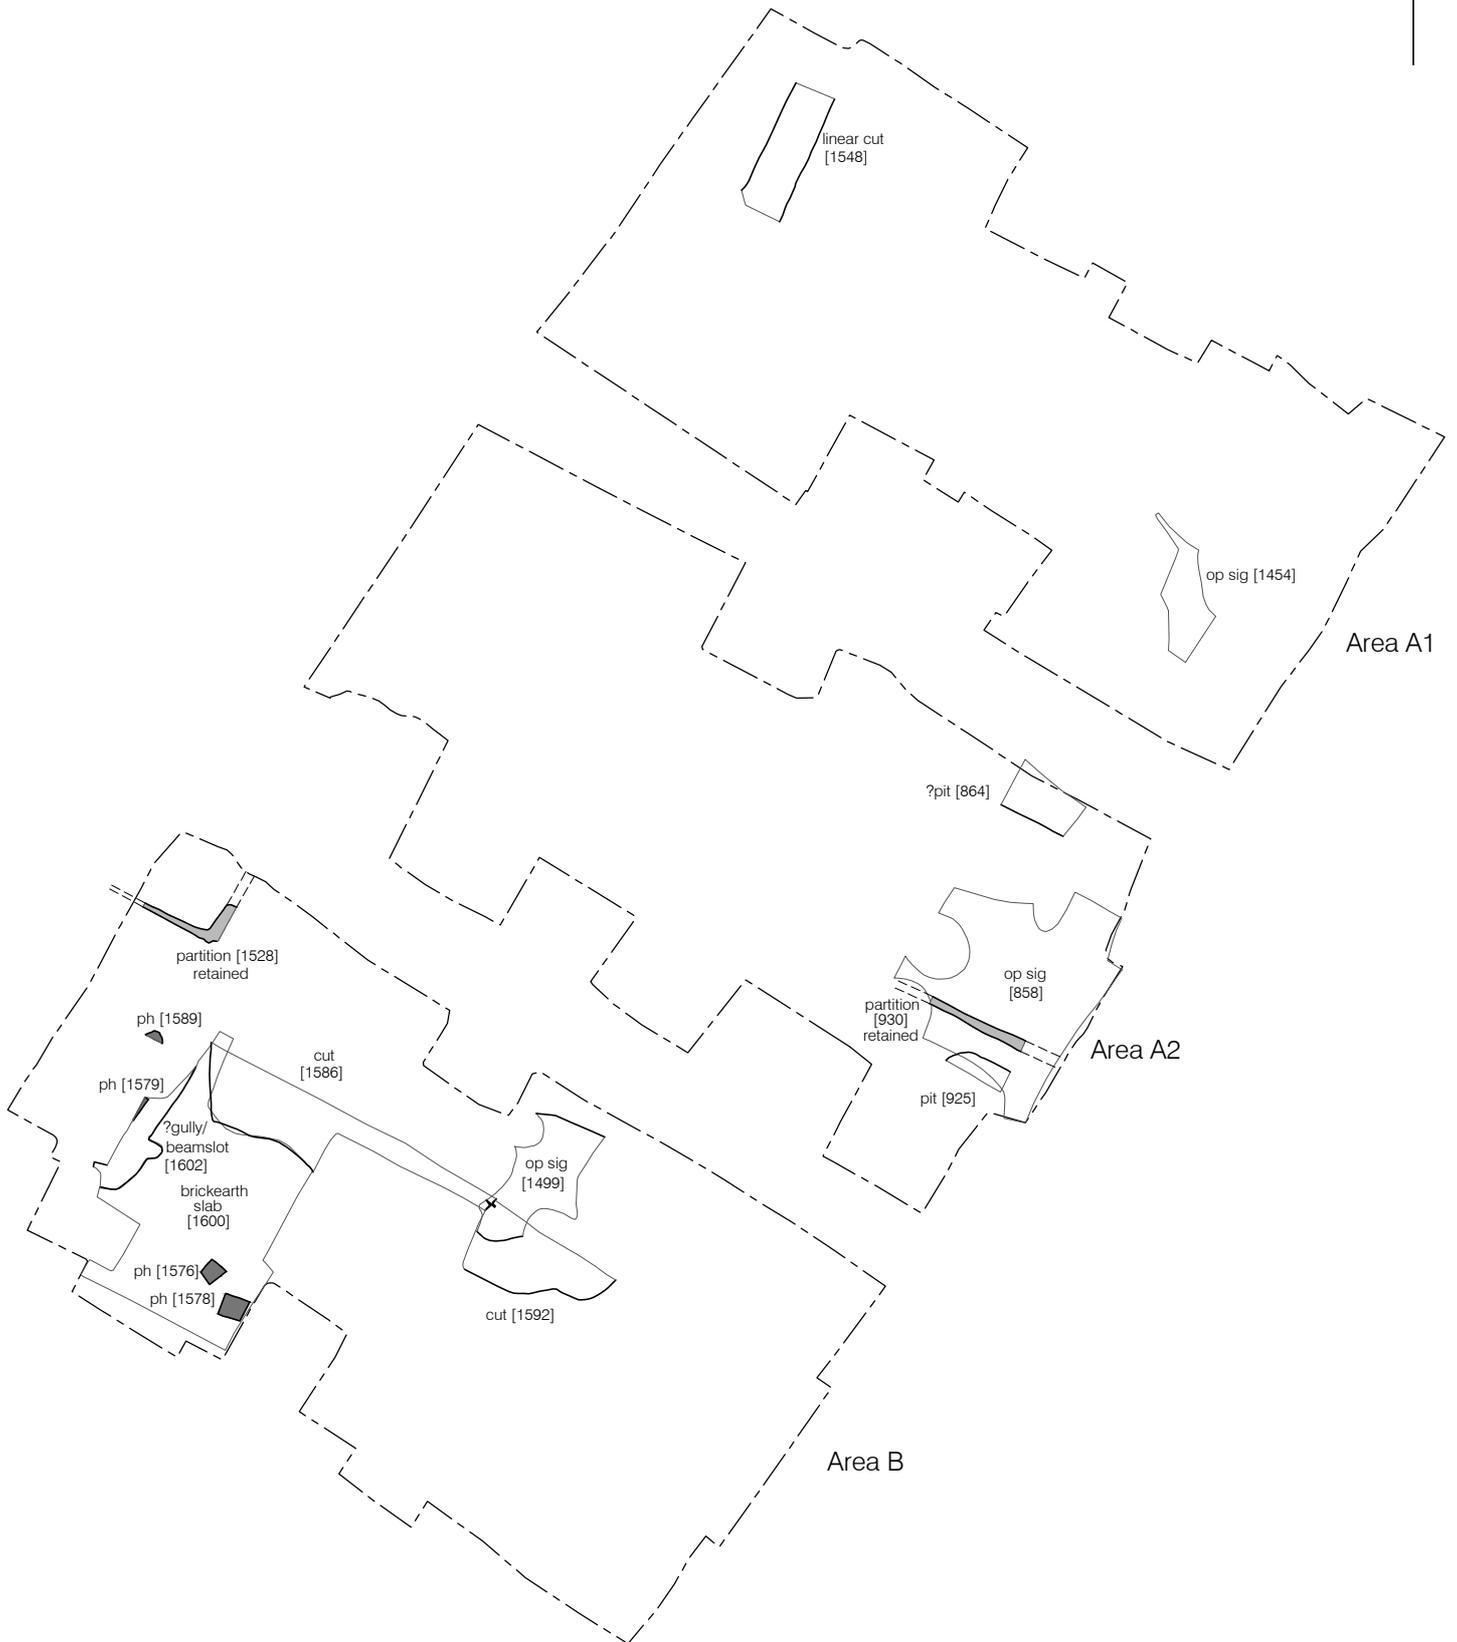 linear cut
[1548]
op sig [1454]
Area A1
?pit [864]
op sig
[858]
partition
[930]
retained
Area A2
pit [925]
partition [1528]
retained
ph [1589]
cut
[1586]
ph [1579]
?gully/
beamslot
[1602]
op sig
[1499]
brickearth
slab
[1600]
ph [1576]
ph [1578]
cut [1592]
Area B